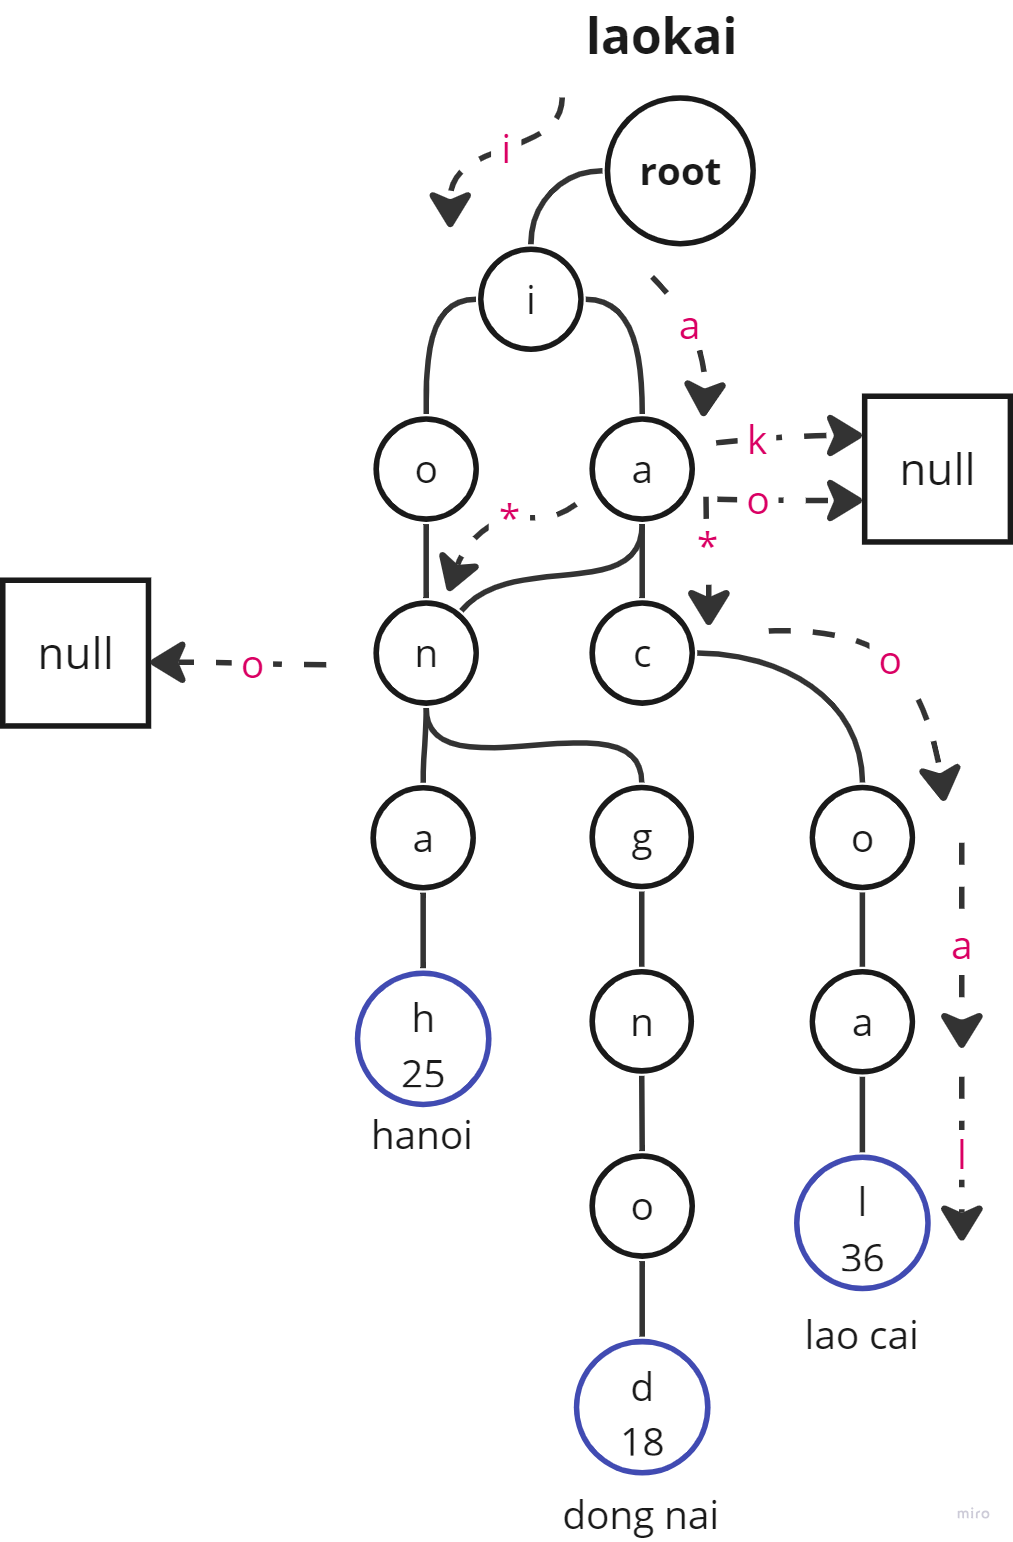 laokai
i
root
i
a
o
a
k
null
*
o
*
null
o
n
c
o
a
g
o
a
h
25
n
a
hanoi
l
o
l
36
lao cai
d
18
dong nai
miro